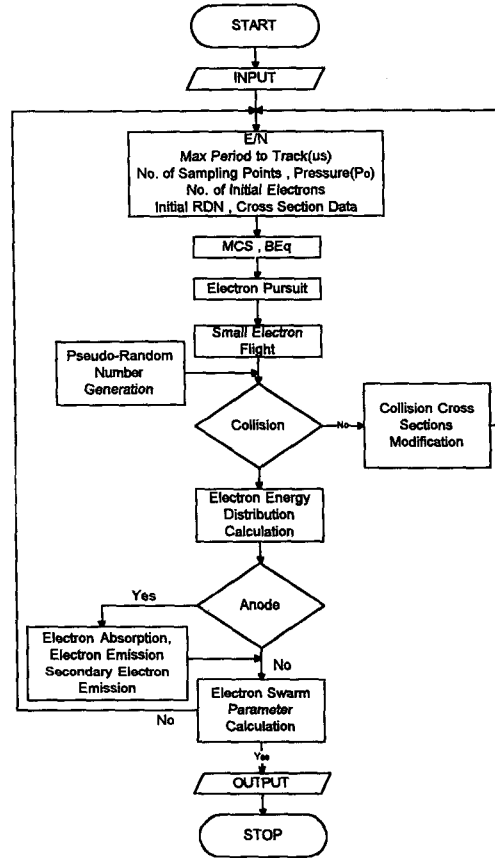 START
INPUT
E/N
Max Period to Track(us)
No. of Sampling Points , Pressure(Po)
No. of Initial Electrons
Initial RDN , Cross Section Data
MCS , BEq
Electron Pursuit
Small Electron
Flight
Pseudo-Random
Number
Generation
Collision
No
Collision Cross
Sections
Modification
Electron Energy
Distribution
Calculation
Yes
Anode
Electron Absorption,
Electron Emission
Secondary Electron
Emission
No
No
Electron Swarm
Parameter
Calculation
Yes
OUTPUT
STOP